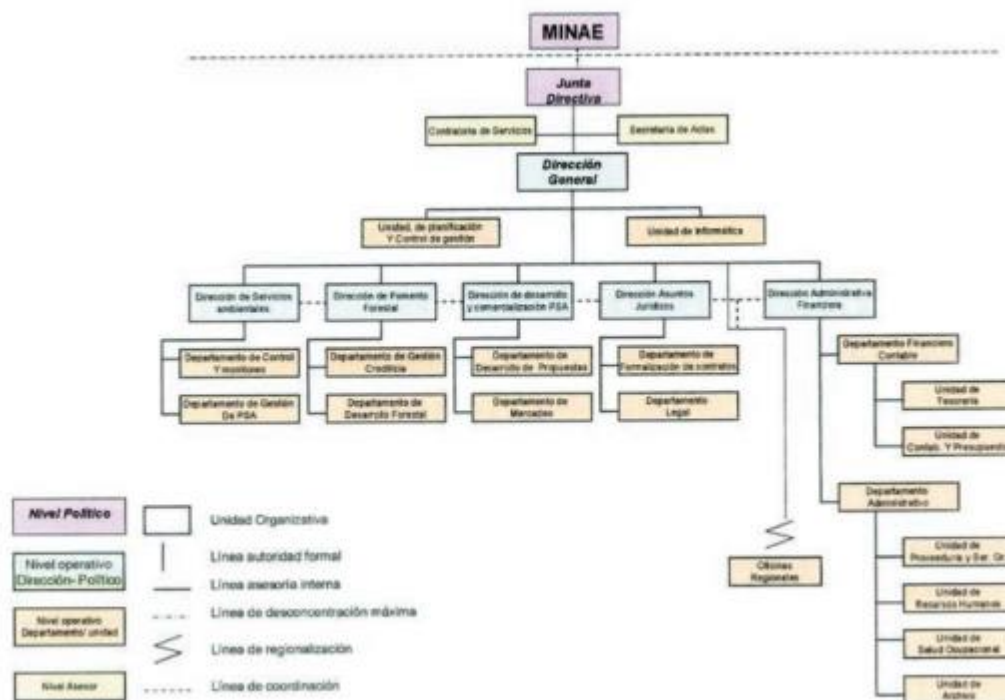 MINAE
Junta
Directiva
Contraloría de Servicios
Secretaría de Actas
Dirección
General
Unidad, de planificación
Y Control de gestión
Unidad de Informática
Dirección de Servicios
ambientales
Dirección de Fomento
Forestal
Dirección de desarrollo
y comercialización PSA
Dirección Asuntos
Jurídicos
Dirección Administrativa
Financiera
Departamento de Control
Y monitoreo
Departamento de Gestión
Crediticia
Departamento de
Desarrollo de Propuestas
Departamento de
Formalización de contratos
Departamento Financiero
Contable
Departamento de Gestión
De PSA
Departamento de
Desarrollo Forestal
Departamento de
Mercadeo
Departamento
Legal
Unidad de
Tesorería
Unidad de
Contab. Y Presupuesto
Departamento
Administrativo
Unidad de
Proveeduría y Ser. Gr
Unidad de
Recursos Humanos
Unidad de
Salud Ocupacional
Unidad de
Archivo
Oficinas
Regionales
Nivel Político
Unidad Organizativa
Nivel operativo
Dirección- Político
Línea autoridad formal
Línea asesoría interna
Nivel operativo
Departamento/ unidad
Línea de desconcentración máxima
Línea de regionalización
Nivel Asesor
Línea de coordinación